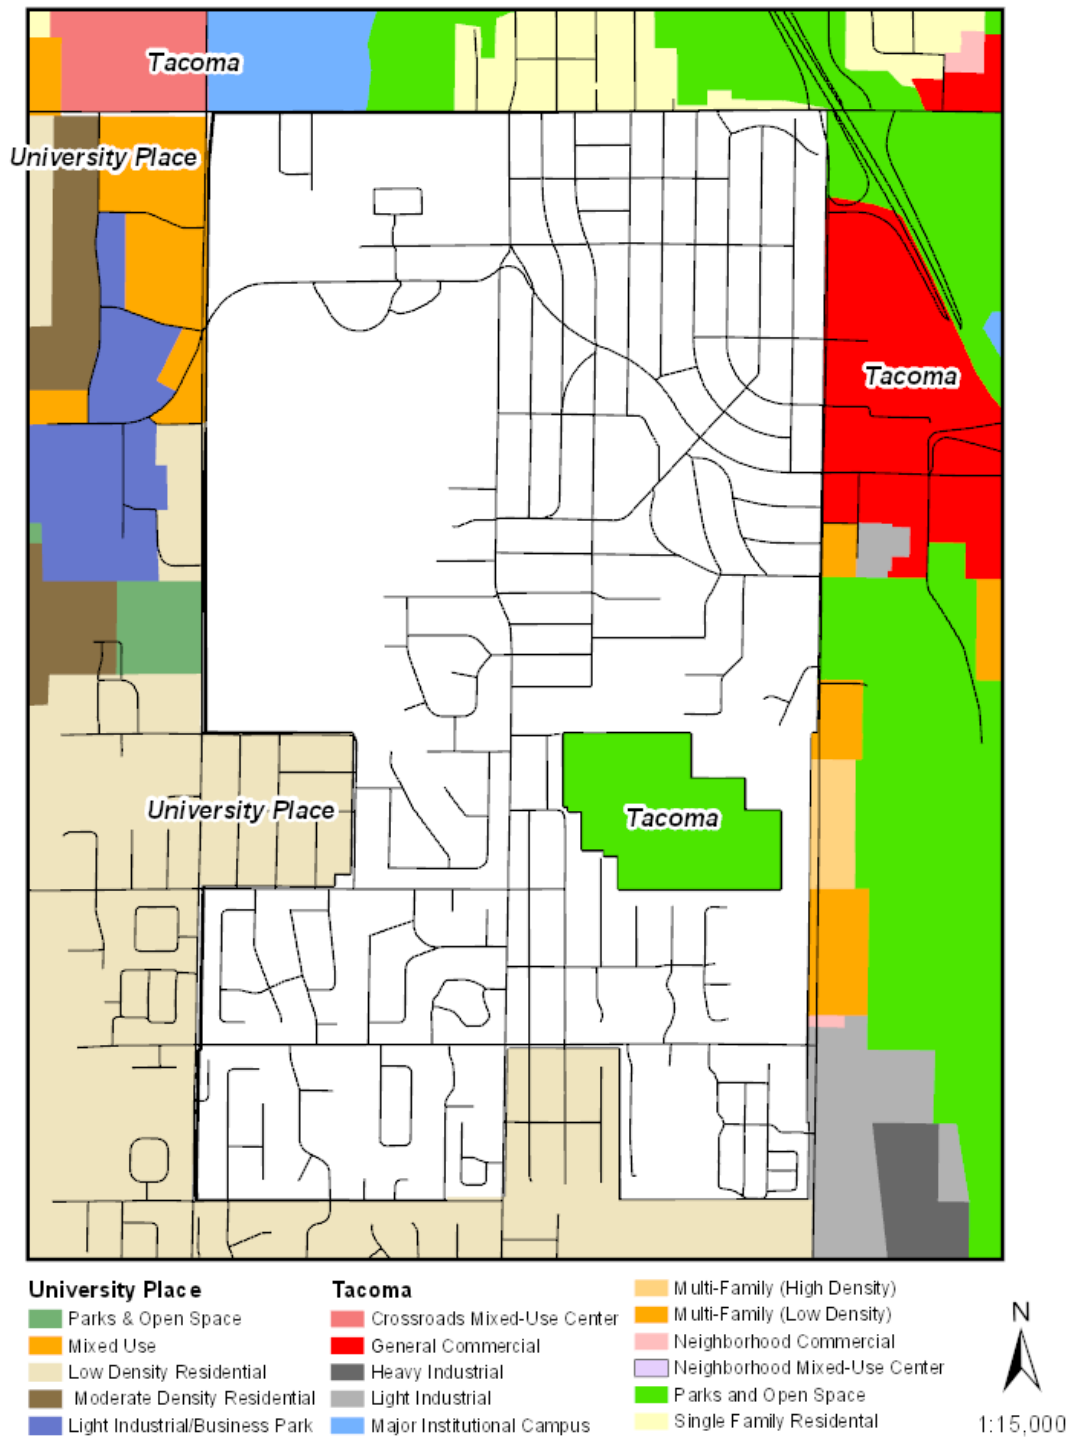 Tacoma
University Place
Tacoma
University Place
Tacoma
University Place
Parks & Open Space
Mixed Use
Low Density Residential
Moderate Density Residential
Light Industrial/Business Park
Tacoma
Crossroads Mixed-Use Center
General Commercial
Heavy Industrial
Light Industrial
Major Institutional Campus
Multi-Family (High Density)
Multi-Family (Low Density)
Neighborhood Commercial
Neighborhood Mixed-Use Center
Parks and Open Space
Single Family Residental
N
1:15,000